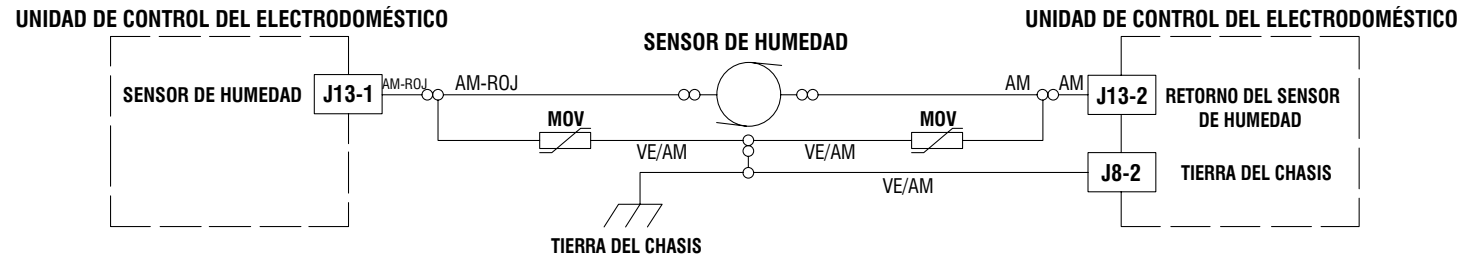 UNIDAD DE CONTROL DEL ELECTRODOMÉSTICO
UNIDAD DE CONTROL DEL ELECTRODOMÉSTICO
SENSOR DE HUMEDAD
SENSOR DE HUMEDAD
J13-1
AM-ROJ
AM-ROJ
AM
AM
J13-2
RETORNO DEL SENSOR
DE HUMEDAD
MOV
MOV
VE/AM
VE/AM
J8-2
TIERRA DEL CHASIS
VE/AM
TIERRA DEL CHASIS